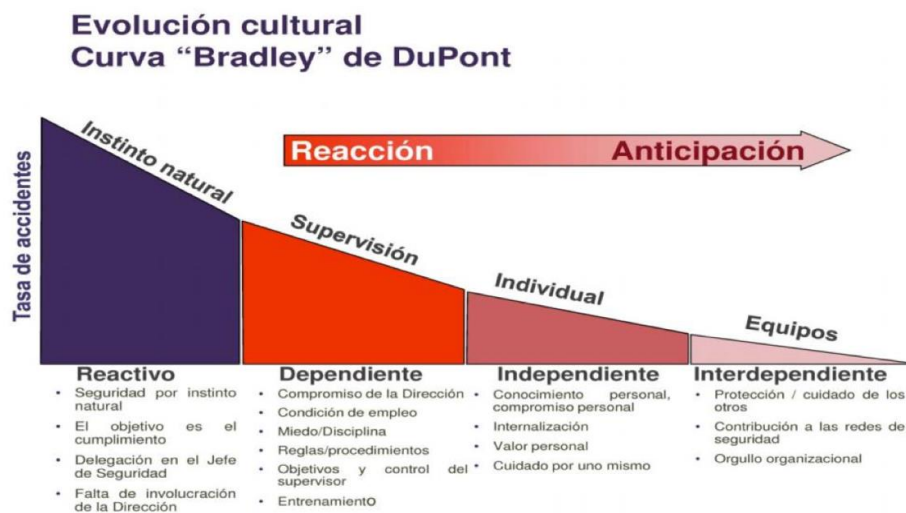 Evolución cultural
Curva “Bradley” de DuPont
Tasa de accidentes
Instinto natural
Supervisión
Individual
Equipos
Reacción
Anticipación
Reactivo
• Seguridad por instinto
natural
• El objetivo es el
cumplimiento
• Delegación en el Jefe
de Seguridad
• Falta de involucración
de la Dirección
Dependiente
• Compromiso de la Dirección
• Condición de empleo
• Miedo/Disciplina
• Reglas/procedimientos
• Objetivos y control del
supervisor
• Entrenamiento
Independiente
• Conocimiento personal,
compromiso personal
• Internalización
• Valor personal
• Cuidado por uno mismo
Interdependiente
• Protección / cuidado de los
otros
• Contribución a las redes de
seguridad
• Orgullo organizacional